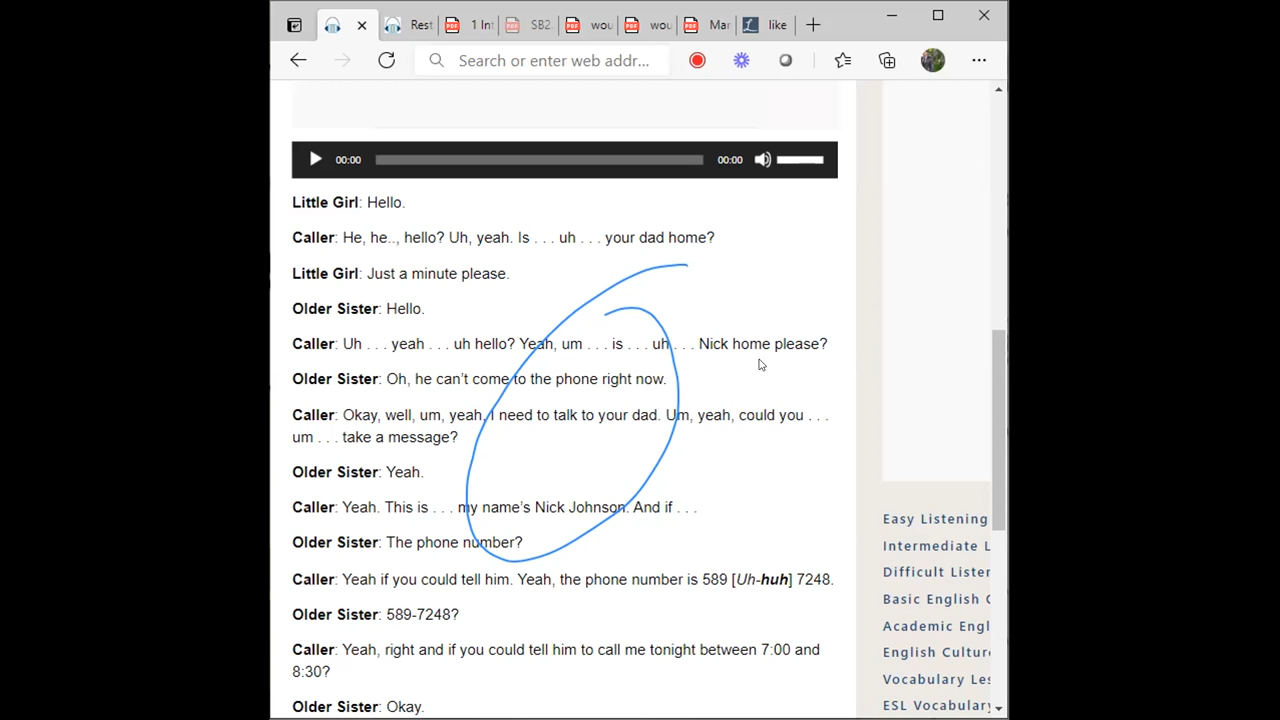 Rest
1 Int
SB2
wou
wou
Mar
like
Search or enter web addr...
00:00
00:00
Little Girl: Hello.
Caller: He, he.., hello? Uh, yeah. Is . . . uh . . . your dad home?
Little Girl: Just a minute please.
Older Sister: Hello.
Caller: Uh . . . yeah . . . uh hello? Yeah, um . . . is . . . uh . . . Nick home please?
Older Sister: Oh, he can’t come to the phone right now.
Caller: Okay, well, um, yeah, I need to talk to your dad. Um, yeah, could you . . .
um . . . take a message?
Older Sister: Yeah.
Caller: Yeah. This is . . . my name’s Nick Johnson. And if . . .
Older Sister: The phone number?
Caller: Yeah if you could tell him. Yeah, the phone number is 589 [Uh-huh] 7248.
Older Sister: 589-7248?
Caller: Yeah, right and if you could tell him to call me tonight between 7:00 and
8:30?
Older Sister: Okay.
Easy Listening
Intermediate L
Difficult Listen
Basic English C
Academic Engl
English Culture
Vocabulary Les
ESL Vocabulary